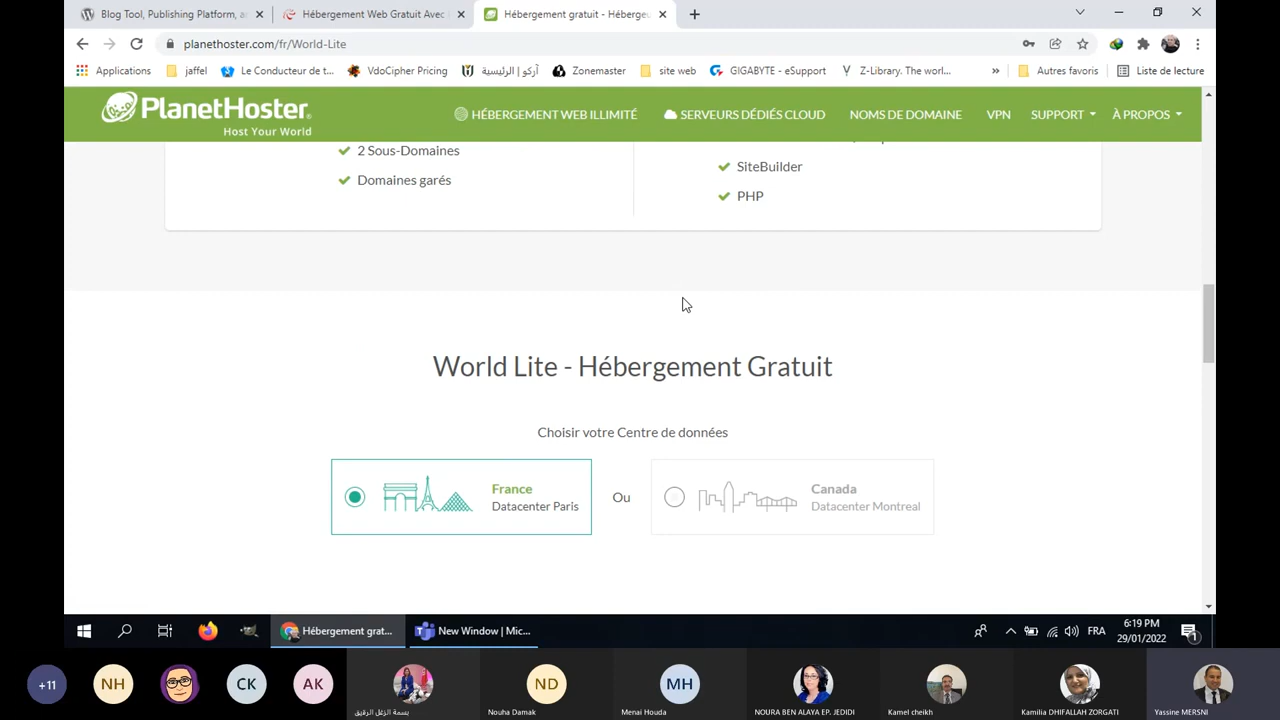 Blog Tool, Publishing Platform, a
Hébergement Web Gratuit Avec
Hébergement gratuit - Hébergeu
planethoster.com/fr/World-Lite
Applications
jaffel
Le Conducteur de t...
VdoCipher Pricing
آركو | الرئيسية
Zonemaster
site web
GIGABYTE - eSupport
Z-Library. The worl...
»
Autres favoris
Liste de lecture
PlanetHoster
Host Your World
HÉBERGEMENT WEB ILLIMITÉ
SERVEURS DÉDIÉS CLOUD
NOMS DE DOMAINE
VPN
SUPPORT
À PROPOS
2 Sous-Domaines
Domaines garés
SiteBuilder
PHP
World Lite - Hébergement Gratuit
Choisir votre Centre de données
France
Datacenter Paris
Ou
Canada
Datacenter Montreal
Hébergement grat...
New Window | Mic...
FRA
6:19 PM
29/01/2022
1
+11
NH
CK
AK
بسمة الزغل الرقيق
ND
Nouha Damak
MH
Menai Houda
NOURA BEN ALAYA EP. JEDIDI
Kamel cheikh
Kamilia DHIFALLAH ZORGATI
Yassine MERSNI